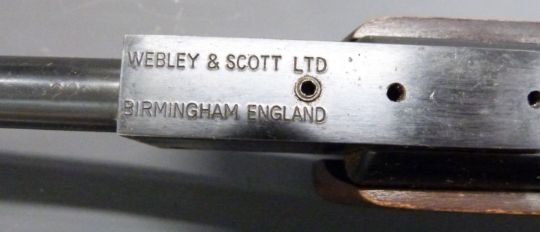 WEBLEY & SCOTT LTD
BIRMINGHAM ENGLAND